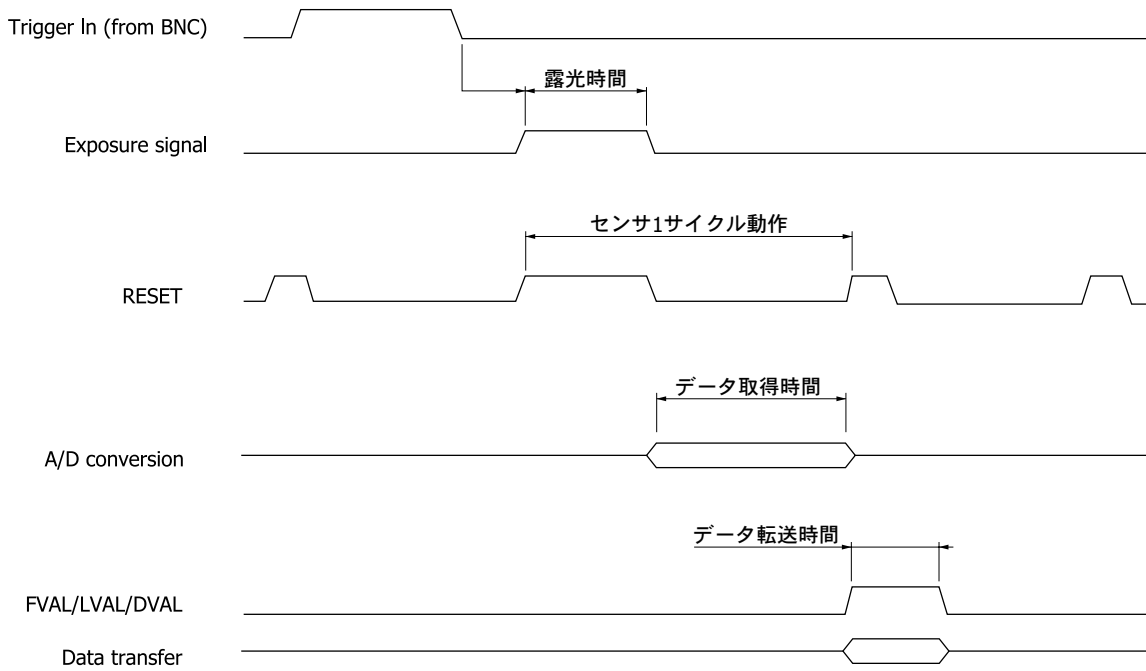 Trigger In (from BNC)
露光時間
Exposure signal
センサ1サイクル動作
RESET
データ取得時間
A/D conversion
データ転送時間
FVAL/LVAL/DVAL
Data transfer